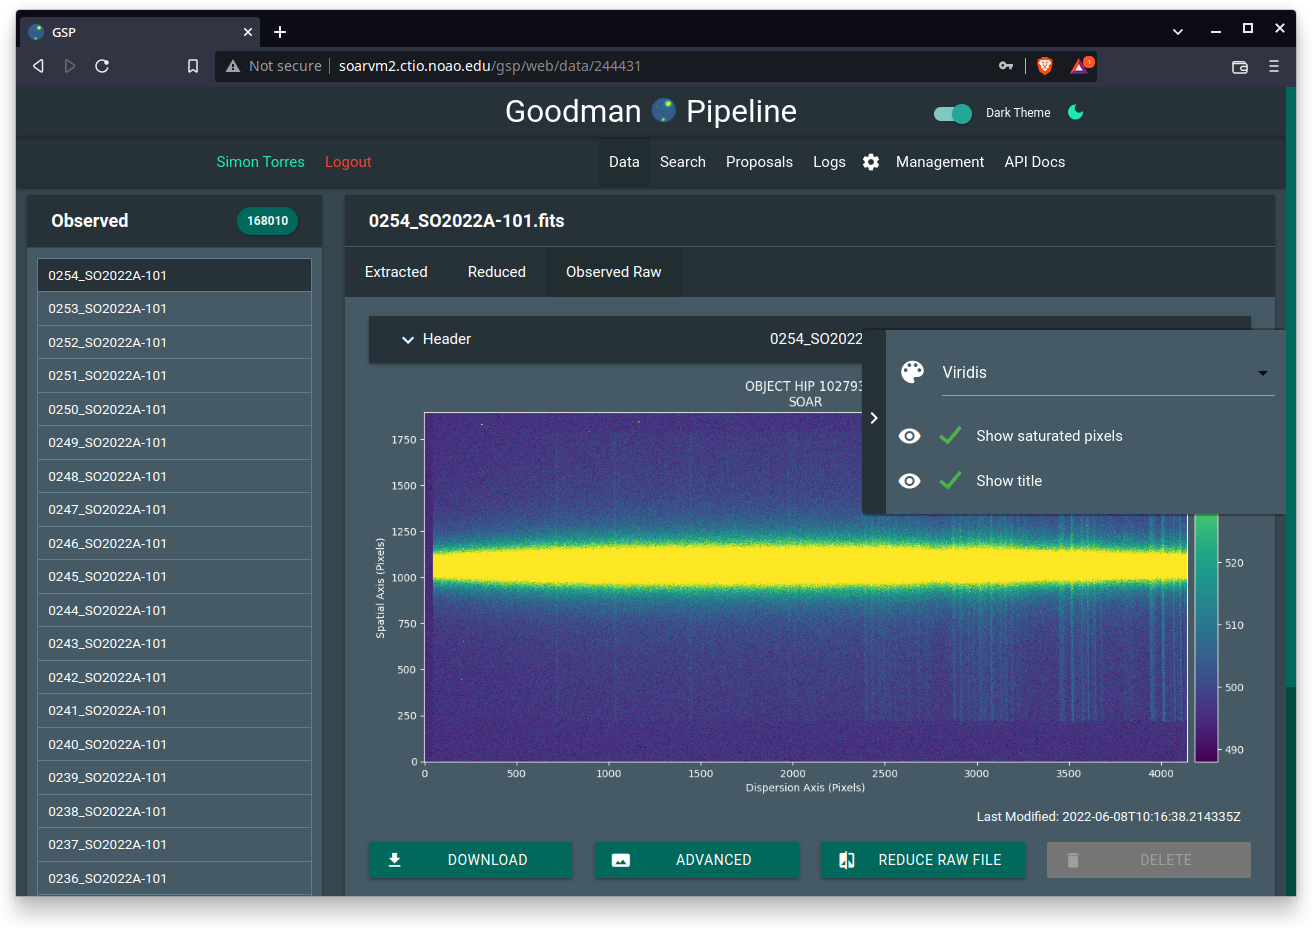 GSP
Not secure soarvm2.ctio.noao.edu/gsp/web/data/244431
1
Goodman Pipeline
Dark Theme
Simon Torres Logout Data Search Proposals Logs Management API Docs
Observed 168010
0254_SO2022A-101
0253_SO2022A-101
0252_SO2022A-101
0251_SO2022A-101
0250_SO2022A-101
0249_SO2022A-101
0248_SO2022A-101
0247_SO2022A-101
0246_SO2022A-101
0245_SO2022A-101
0244_SO2022A-101
0243_SO2022A-101
0242_SO2022A-101
0241_SO2022A-101
0240_SO2022A-101
0239_SO2022A-101
0238_SO2022A-101
0237_SO2022A-101
0236_SO2022A-101
0254_SO2022A-101.fits
Extracted Reduced Observed Raw
Header 0254_SO2022
OBJECT HIP 102793
SOAR
Viridis
Show saturated pixels
Show title
Spatial Axis (Pixels)
1750
1500
1250
1000
750
500
250
0
0 500 1000 1500 2000 2500 3000 3500 4000
Dispersion Axis (Pixels)
520
510
500
490
Last Modified: 2022-06-08T10:16:38.214335Z
DOWNLOAD ADVANCED REDUCE RAW FILE DELETE